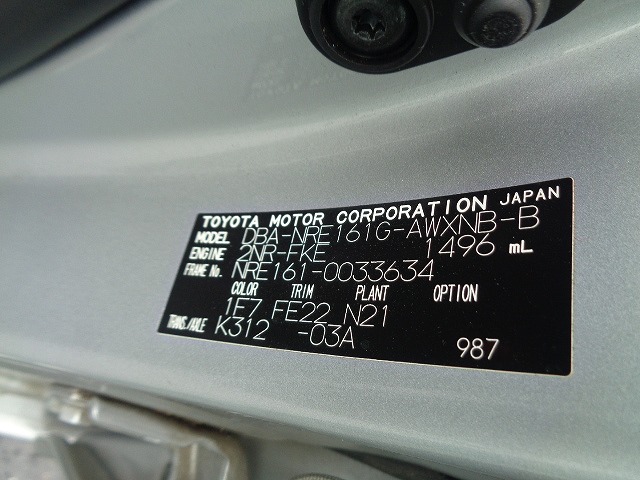 TOYOTA MOTOR CORPORATION JAPAN
MODEL DBA-NRE161G-AWXNB-B
ENGINE 2NR-FKE 1496 mL
FRAME No. NRE161-0033634
COLOR TRIM PLANT OPTION
1F7 FE22 N21
TRANS./AXLE K312 -03A
987